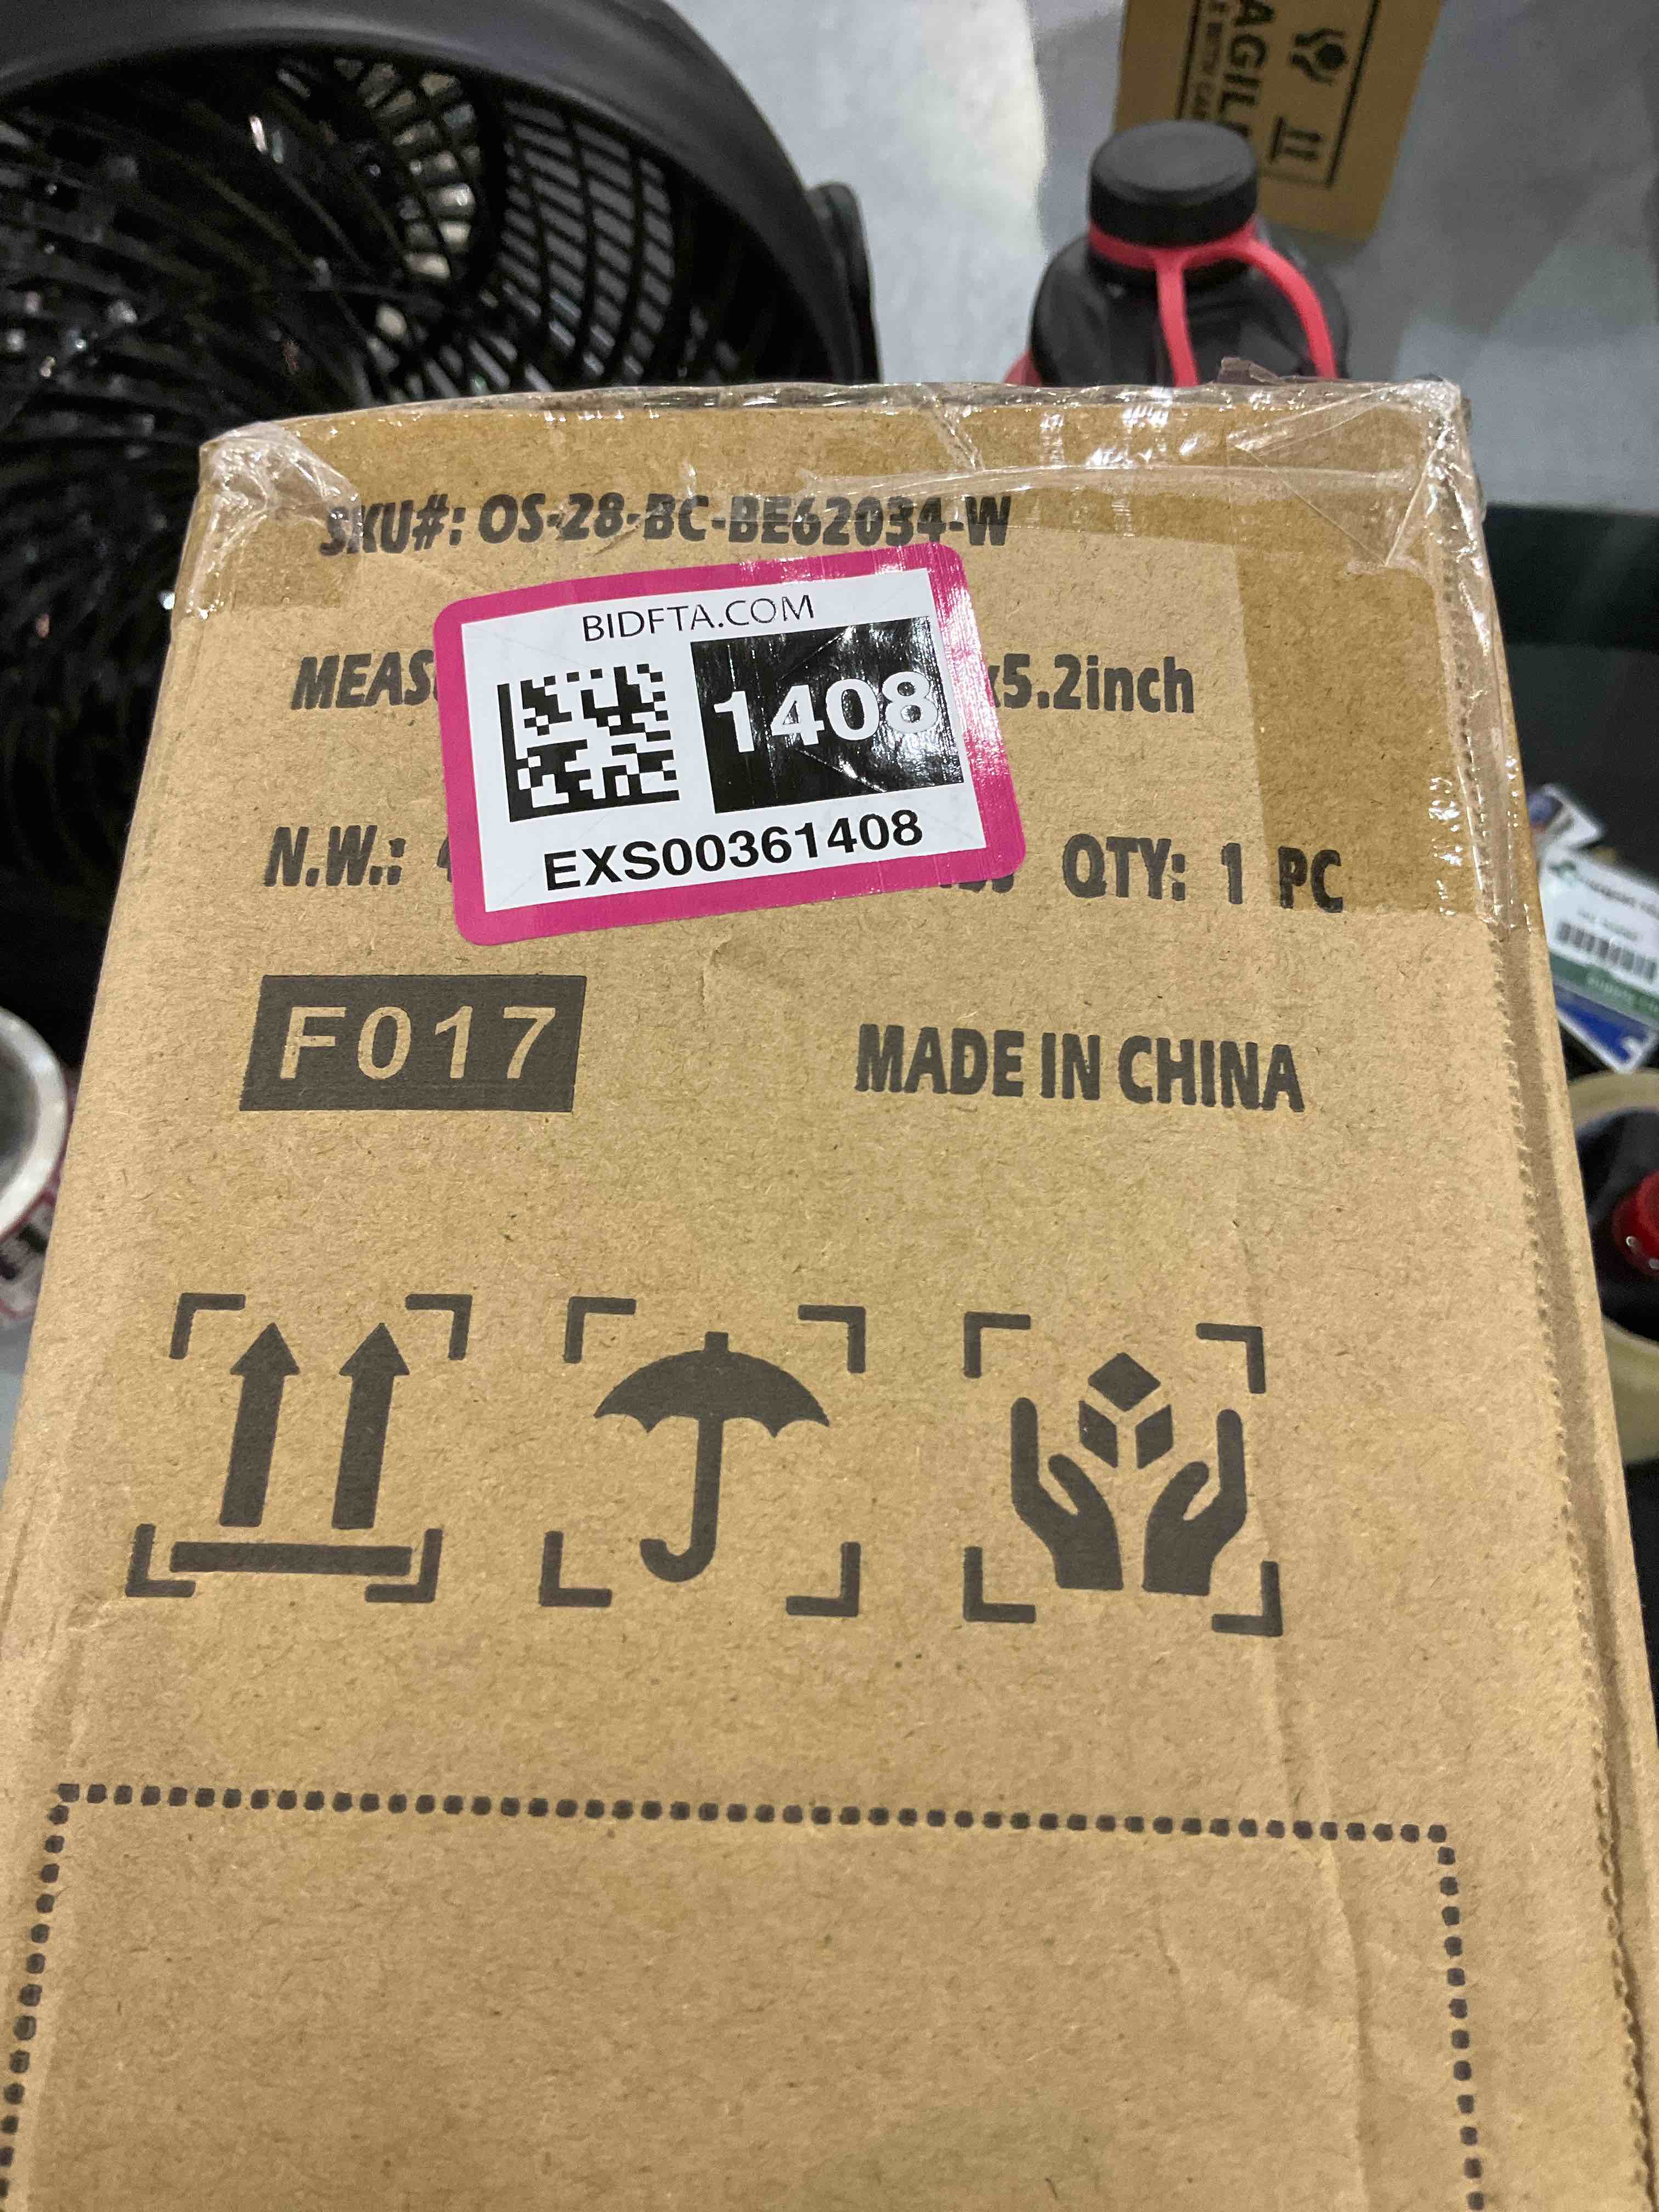 AGILE
SKU#: OS-28-BC-BE62034-W
BIDFTA.COM
MEAS
x5.2inch
1408
N.W.:
EXS00361408
QTY: 1 PC
F017
MADE IN CHINA